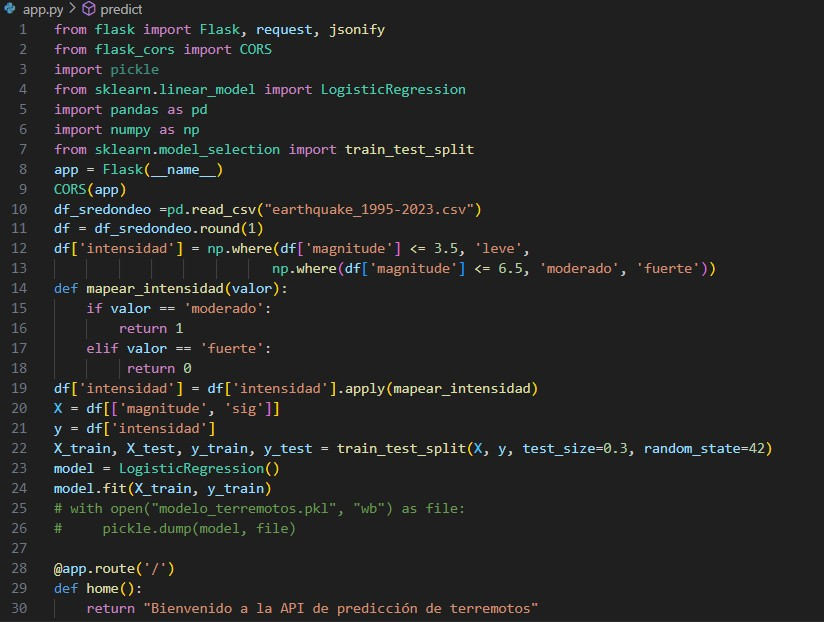 app.py > predict
1 from flask import Flask, request, jsonify
2 from flask_cors import CORS
3 import pickle
4 from sklearn.linear_model import LogisticRegression
5 import pandas as pd
6 import numpy as np
7 from sklearn.model_selection import train_test_split
8 app = Flask(__name__)
9 CORS(app)
10 df_sredondeo =pd.read_csv("earthquake_1995-2023.csv")
11 df = df_sredondeo.round(1)
12 df['intensidad'] = np.where(df['magnitude'] <= 3.5, 'leve',
13                            np.where(df['magnitude'] <= 6.5, 'moderado', 'fuerte'))
14 def mapear_intensidad(valor):
15     if valor == 'moderado':
16         return 1
17     elif valor == 'fuerte':
18          return 0
19 df['intensidad'] = df['intensidad'].apply(mapear_intensidad)
20 X = df[['magnitude', 'sig']]
21 y = df['intensidad']
22 X_train, X_test, y_train, y_test = train_test_split(X, y, test_size=0.3, random_state=42)
23 model = LogisticRegression()
24 model.fit(X_train, y_train)
25 # with open("modelo_terremotos.pkl", "wb") as file:
26 #     pickle.dump(model, file)
27
28 @app.route('/')
29 def home():
30     return "Bienvenido a la API de predicción de terremotos"